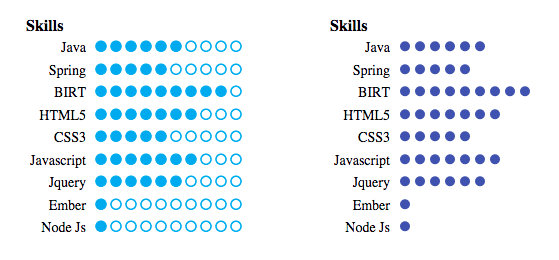 Skills
Java
Spring
BIRT
HTML5
CSS3
Javascript
Jquery
Ember
Node Js
Skills
Java
Spring
BIRT
HTML5
CSS3
Javascript
Jquery
Ember
Node Js